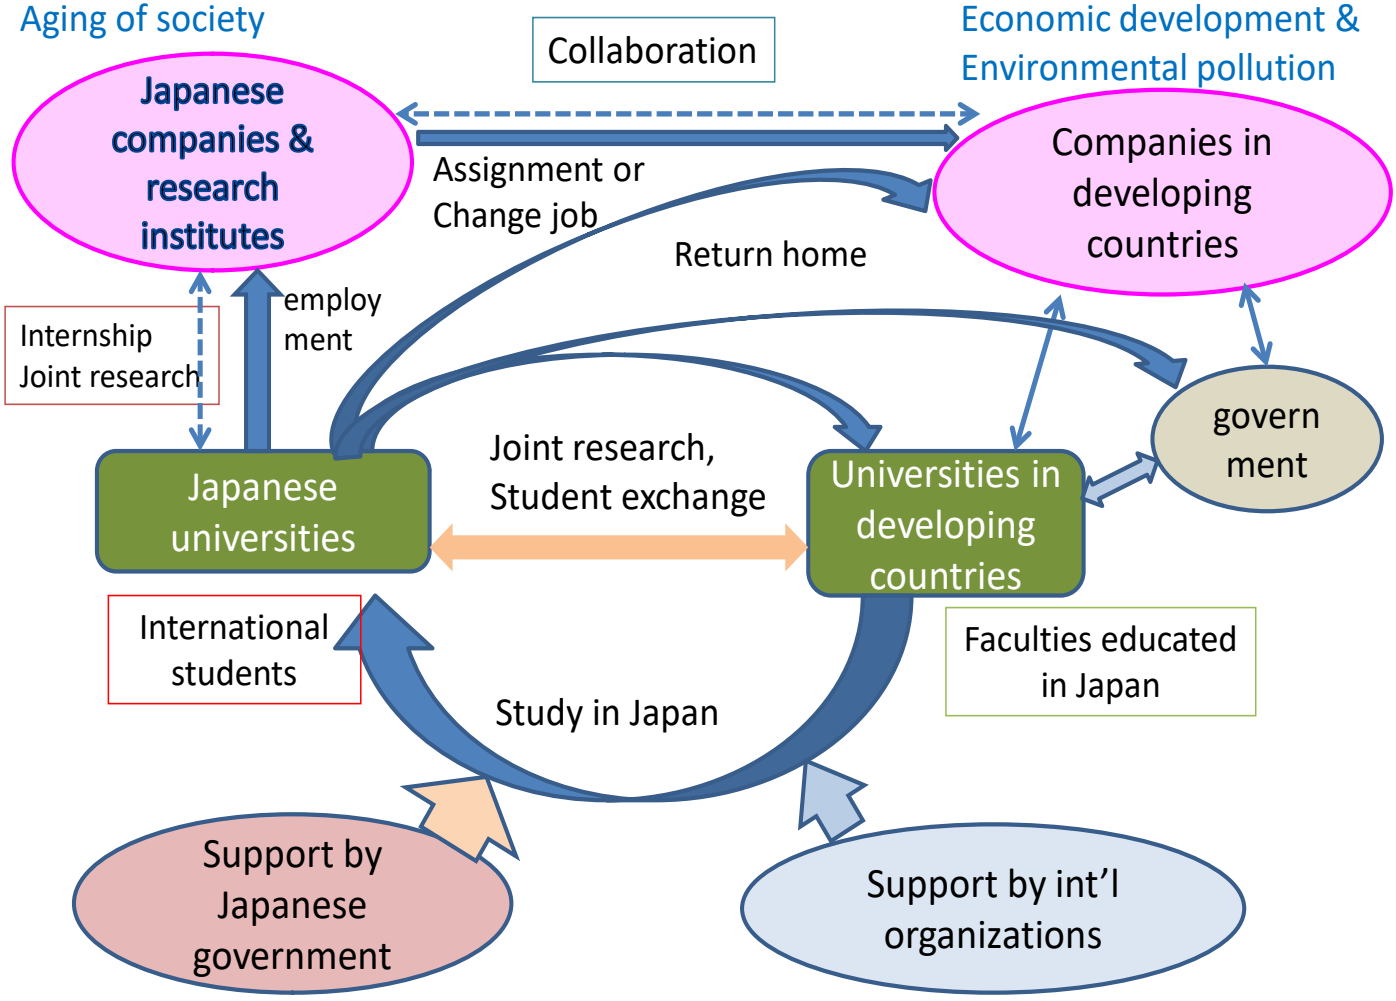 Aging of society
Collaboration
Economic development &
Environmental pollution
Japanese
companies &
research
institutes
Companies in
developing
countries
Assignment or
Change job
Return home
employ
ment
Internship
Joint research
govern
ment
Joint research,
Student exchange
Japanese
universities
Universities in
developing
countries
International
students
Faculties educated
in Japan
Study in Japan
Support by
Japanese
government
Support by int’l
organizations